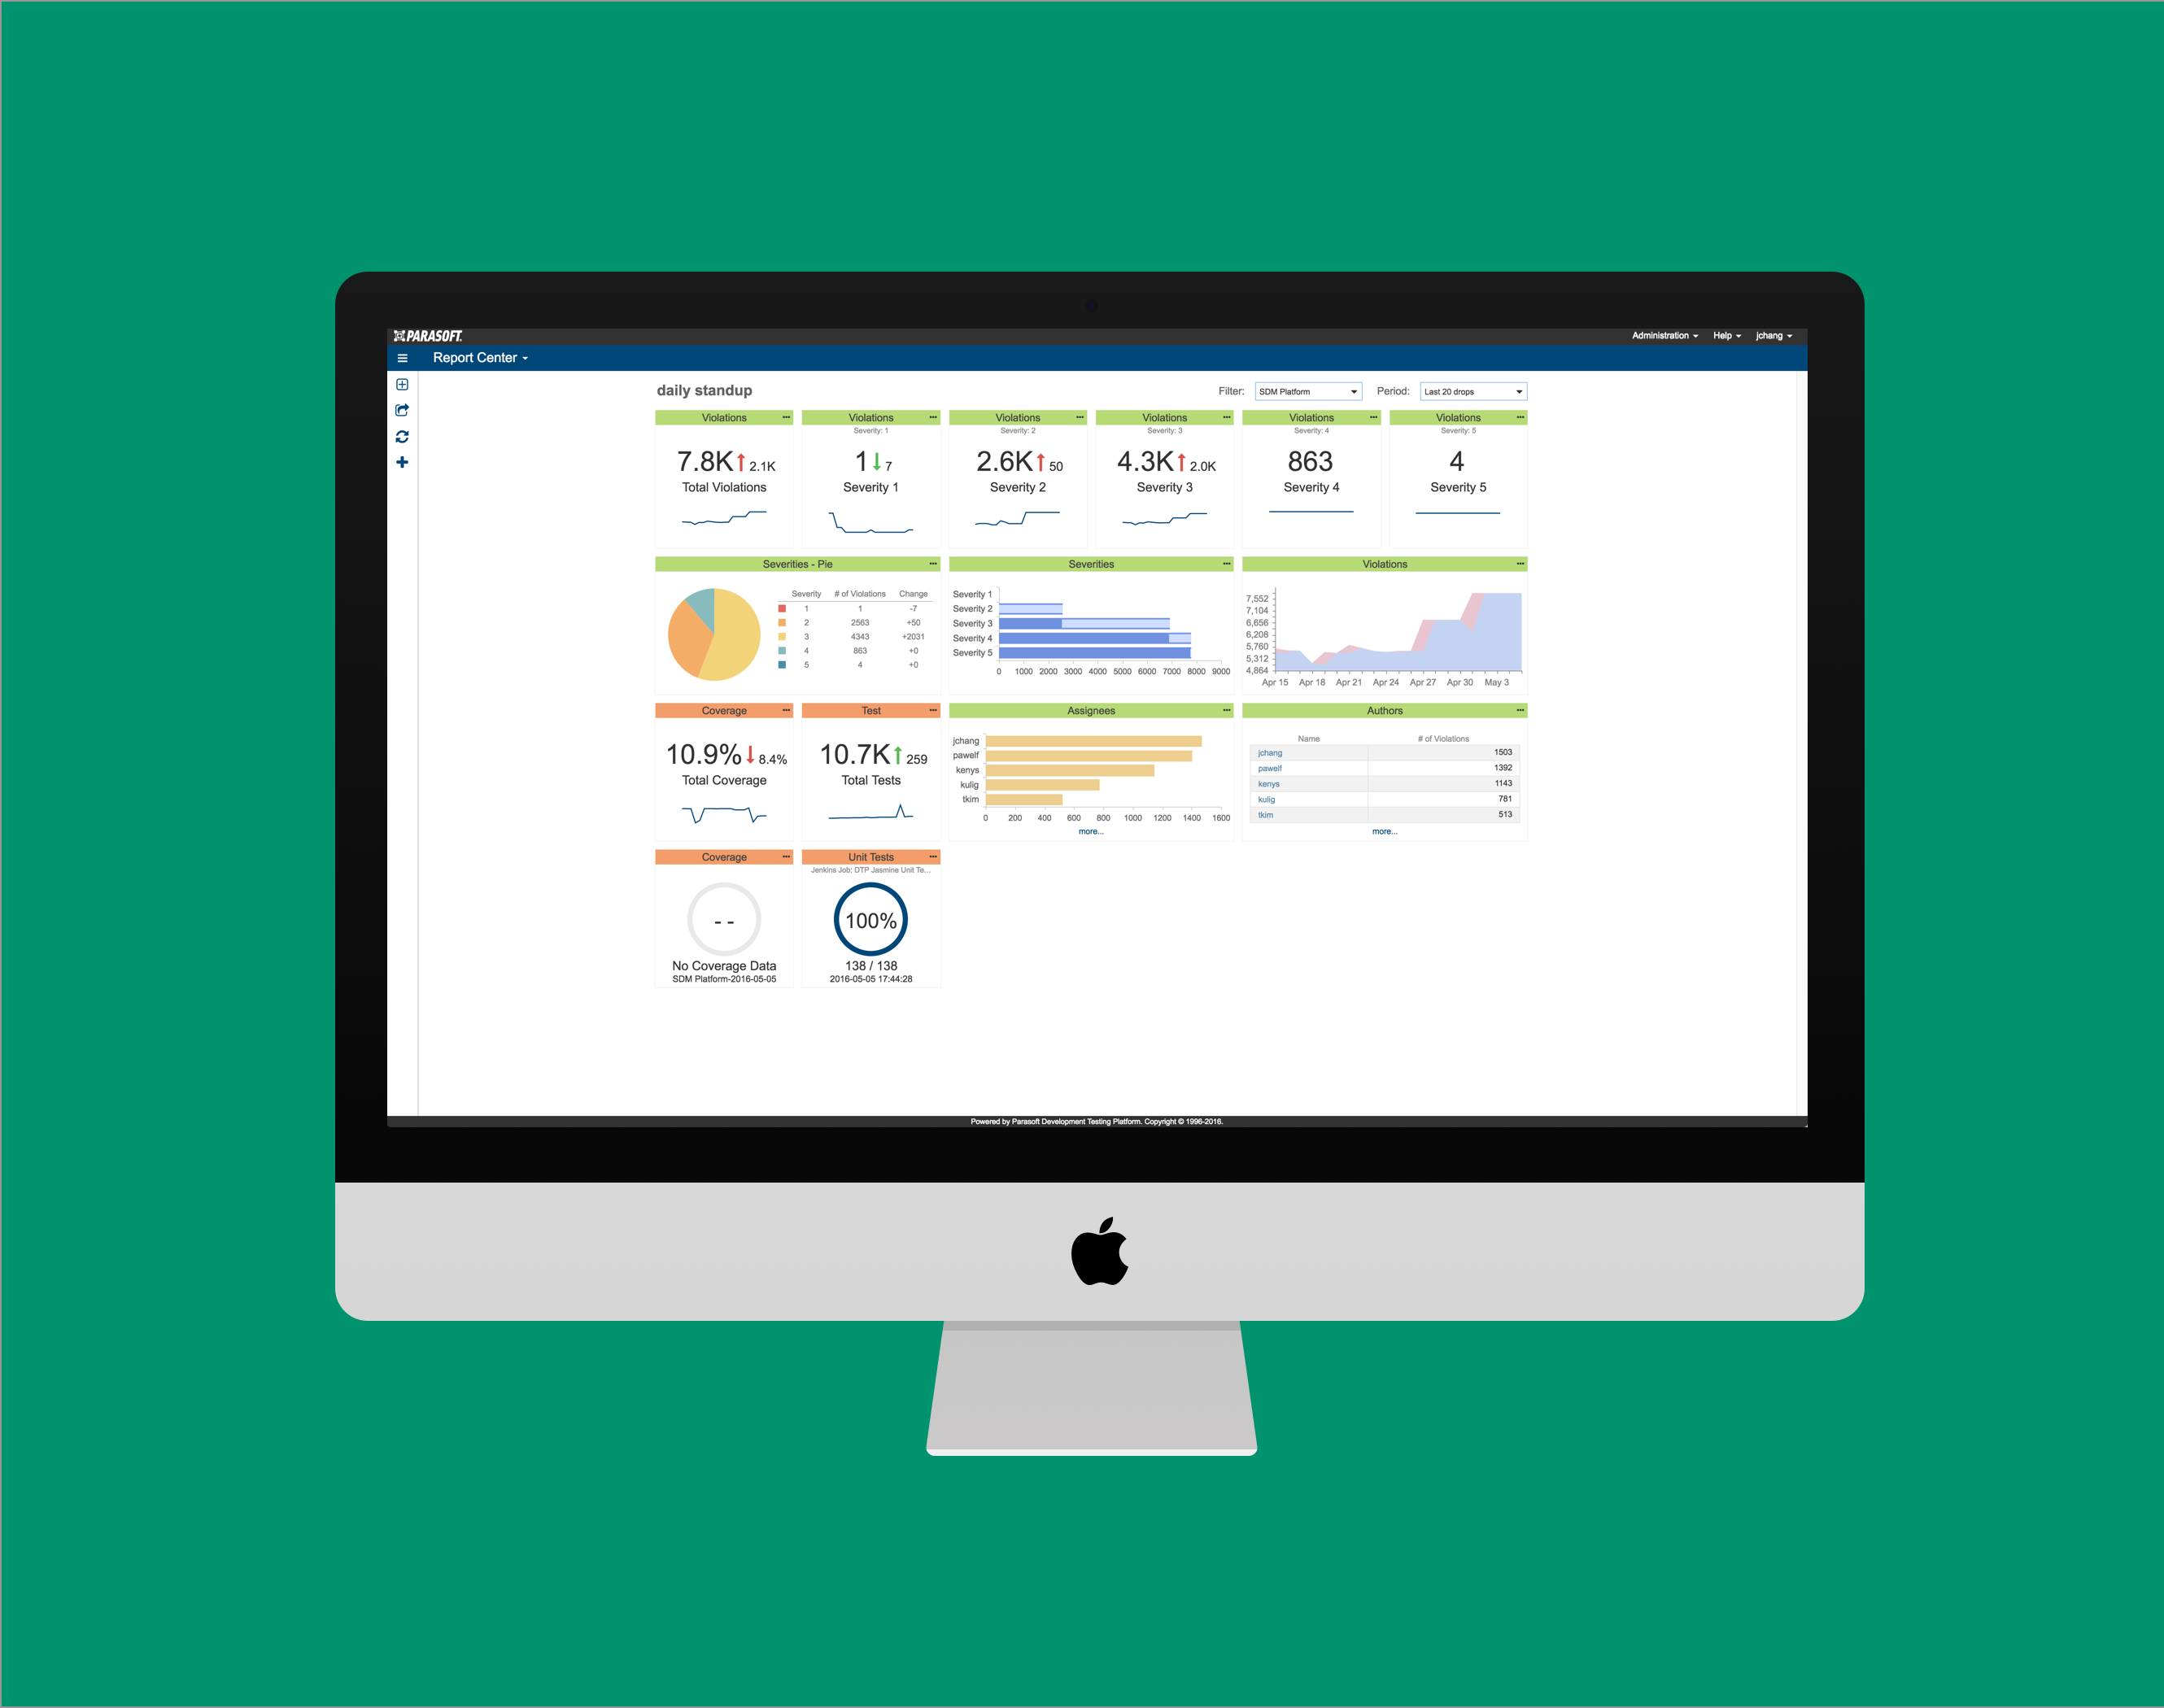 PARASOFT.
Administration Help jchang
Report Center
daily standup
Filter: SDM Platform Period: Last 20 drops
Violations
7.8K 2.1K
Total Violations
Violations
Severity: 1
1 7
Severity 1
Violations
Severity: 2
2.6K 50
Severity 2
Violations
Severity: 3
4.3K 2.0K
Severity 3
Violations
Severity: 4
863
Severity 4
Violations
Severity: 5
4
Severity 5
Severities - Pie
Severity # of Violations Change
1 1 -7
2 2563 +50
3 4343 +2031
4 863 +0
5 4 +0
Severities
Severity 1
Severity 2
Severity 3
Severity 4
Severity 5
0 1000 2000 3000 4000 5000 6000 7000 8000 9000
Violations
7,552
7,104
6,656
6,208
5,760
5,312
4,864
Apr 15 Apr 18 Apr 21 Apr 24 Apr 27 Apr 30 May 3
Coverage
10.9% 8.4%
Total Coverage
Test
10.7K 259
Total Tests
Assignees
jchang
pawelf
kenys
kulig
tkim
0 200 400 600 800 1000 1200 1400 1600
more...
Authors
Name # of Violations
jchang 1503
pawelf 1392
kenys 1143
kulig 781
tkim 513
more...
Coverage
--
No Coverage Data
SDM Platform-2016-05-05
Unit Tests
Jenkins Job: DTP Jasmine Unit Te...
100%
138 / 138
2016-05-05 17:44:28
Powered by Parasoft Development Testing Platform. Copyright © 1996-2016.